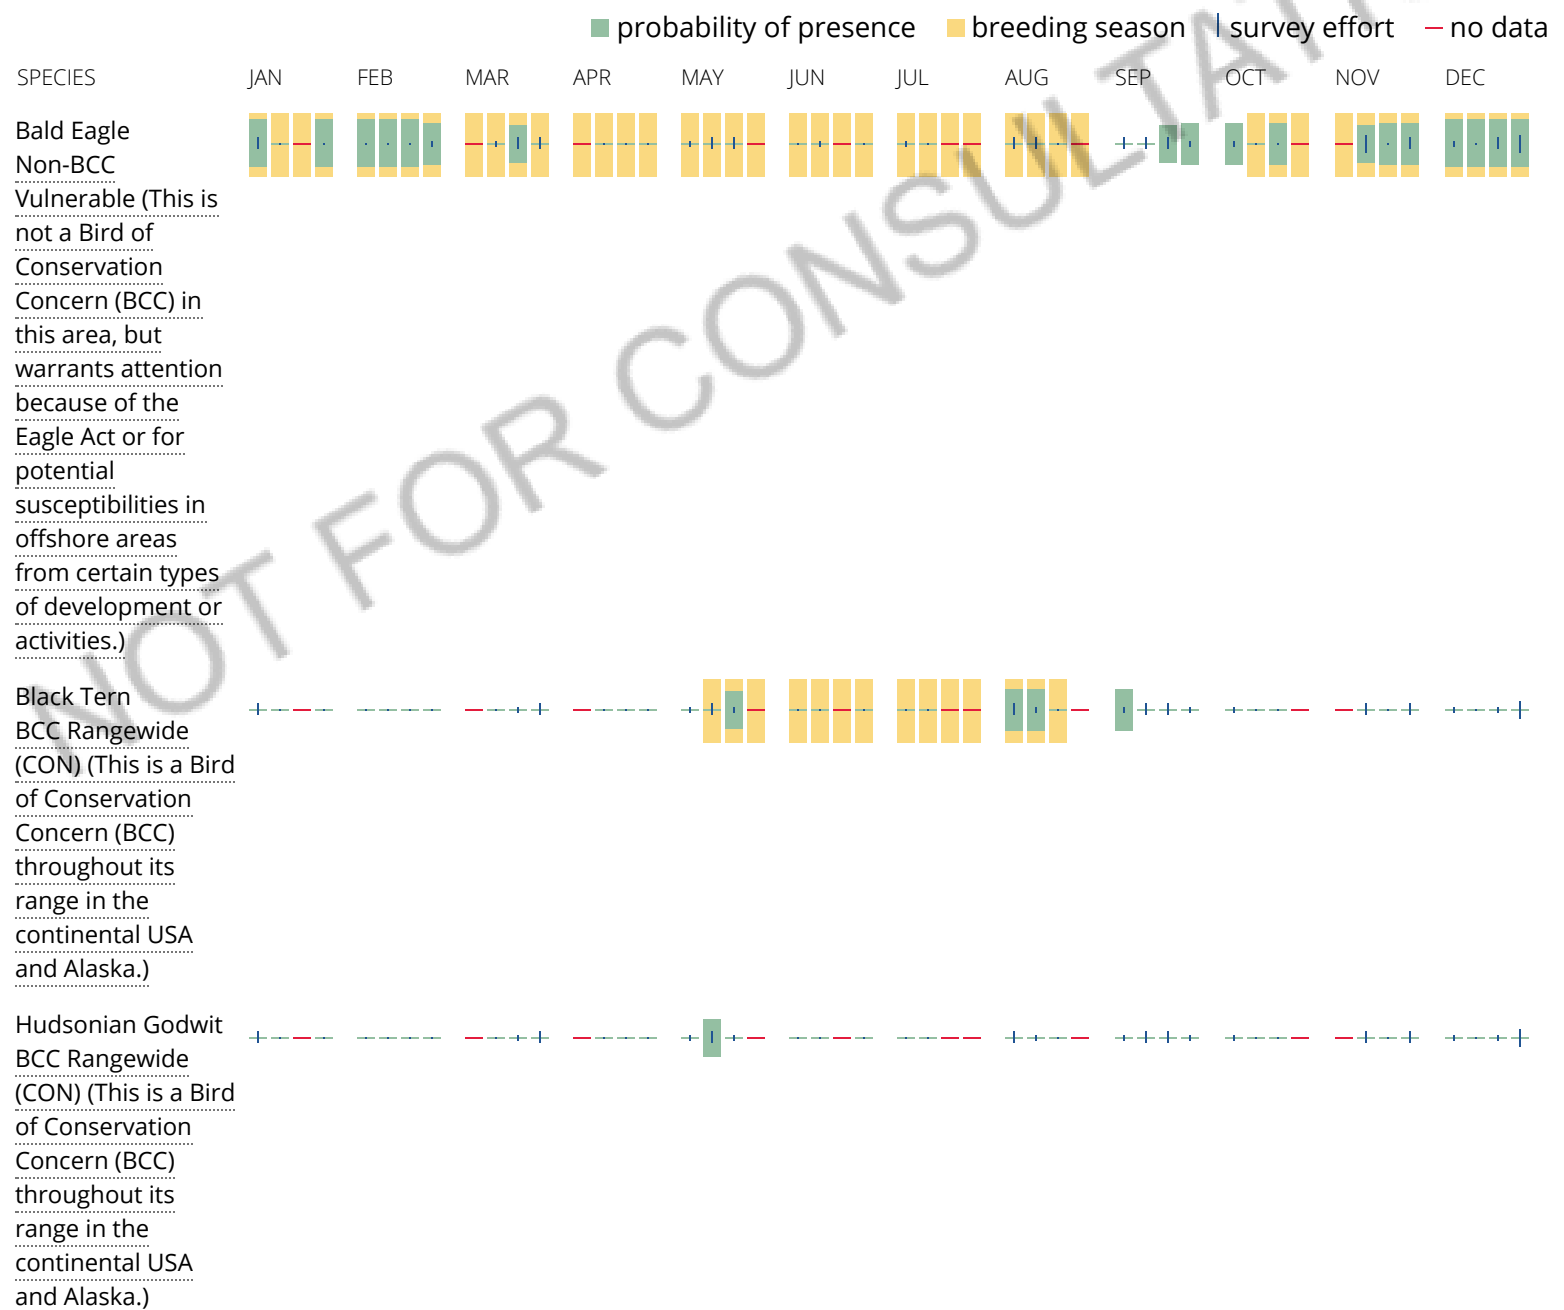 probability of presence breeding season survey effort no data
SPECIES JAN FEB MAR APR MAY JUN JUL AUG SEP OCT NOV DEC
Bald Eagle
Non-BCC
Vulnerable (This is
not a Bird of
Conservation
Concern (BCC) in
this area, but
warrants attention
because of the
Eagle Act or for
potential
susceptibilities in
offshore areas
from certain types
of development or
activities.)
Black Tern
BCC Rangewide
(CON) (This is a Bird
of Conservation
Concern (BCC)
throughout its
range in the
continental USA
and Alaska.)
Hudsonian Godwit
BCC Rangewide
(CON) (This is a Bird
of Conservation
Concern (BCC)
throughout its
range in the
continental USA
and Alaska.)
NOT FOR CONSULTAT